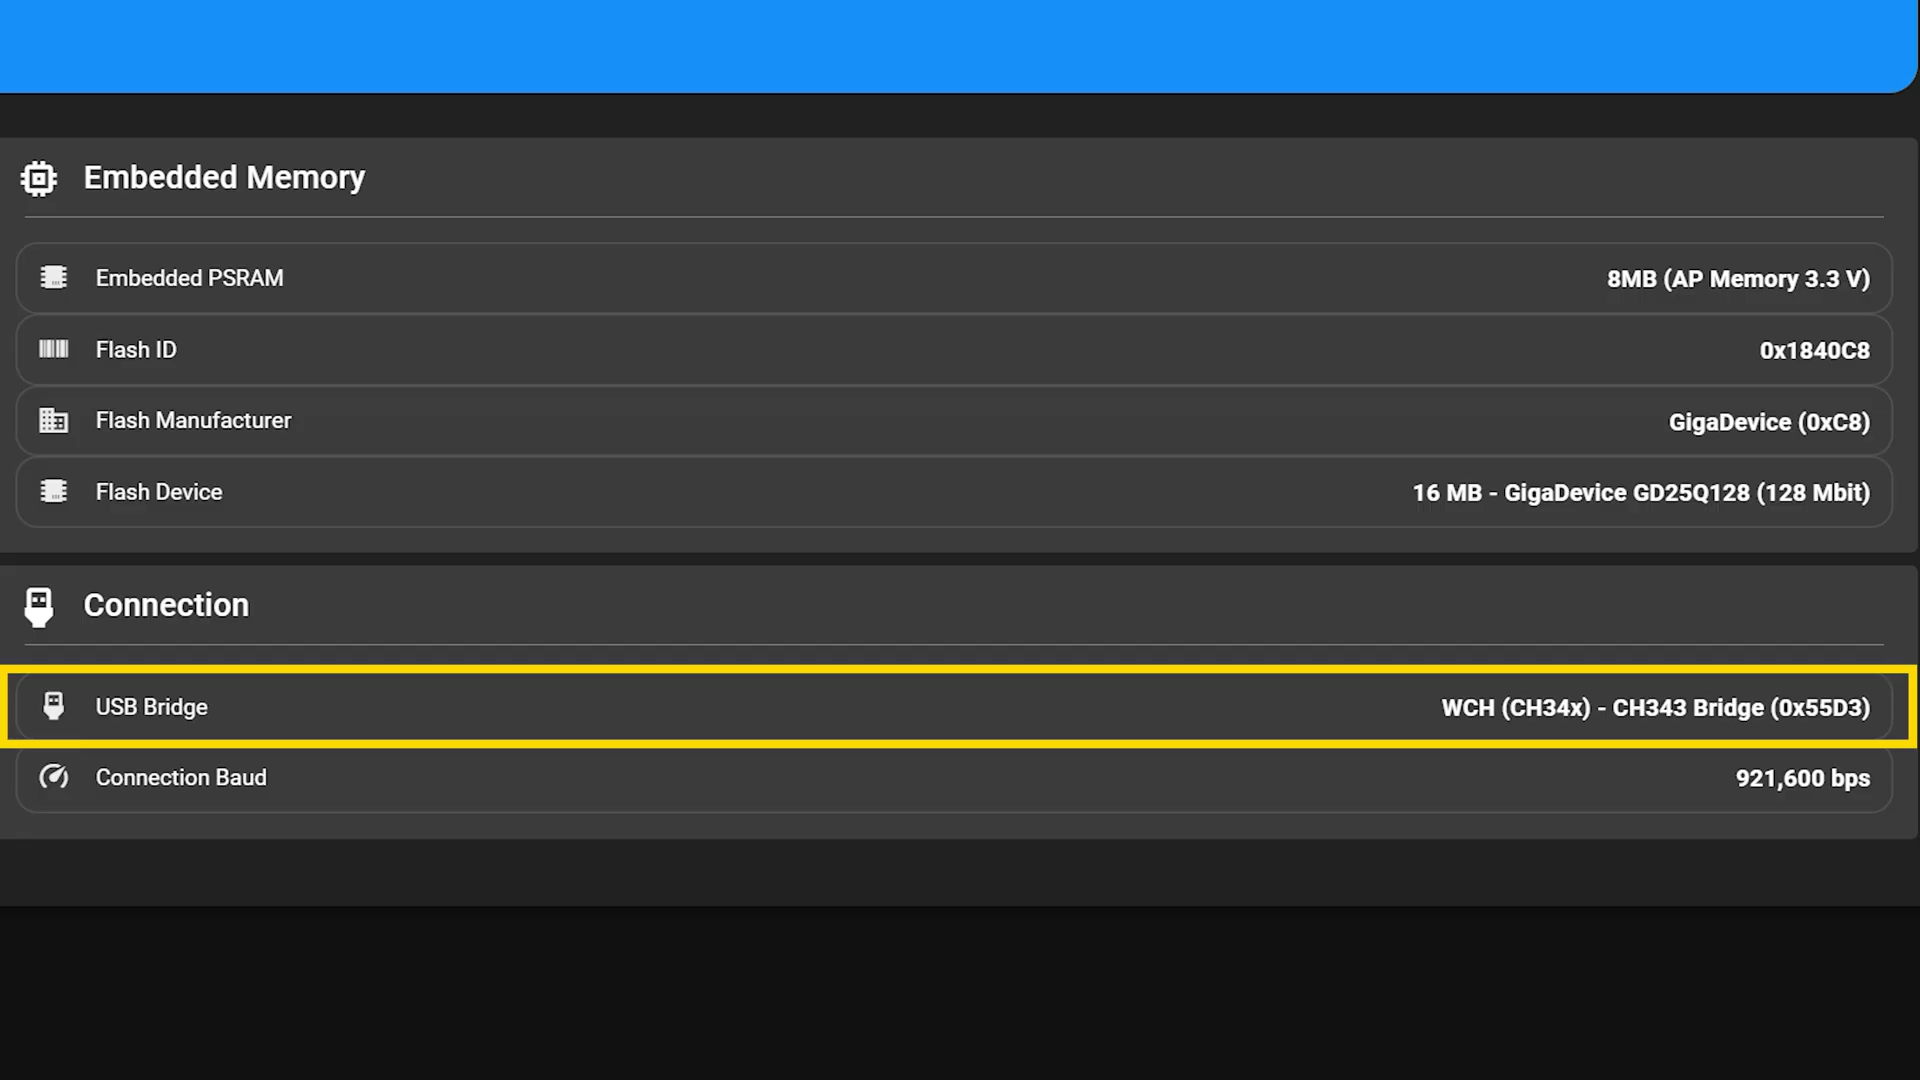 Embedded Memory
Embedded PSRAM 8MB (AP Memory 3.3 V)
Flash ID 0x1840C8
Flash Manufacturer GigaDevice (0xC8)
Flash Device 16 MB - GigaDevice GD25Q128 (128 Mbit)
Connection
USB Bridge WCH (CH34x) - CH343 Bridge (0x55D3)
Connection Baud 921,600 bps